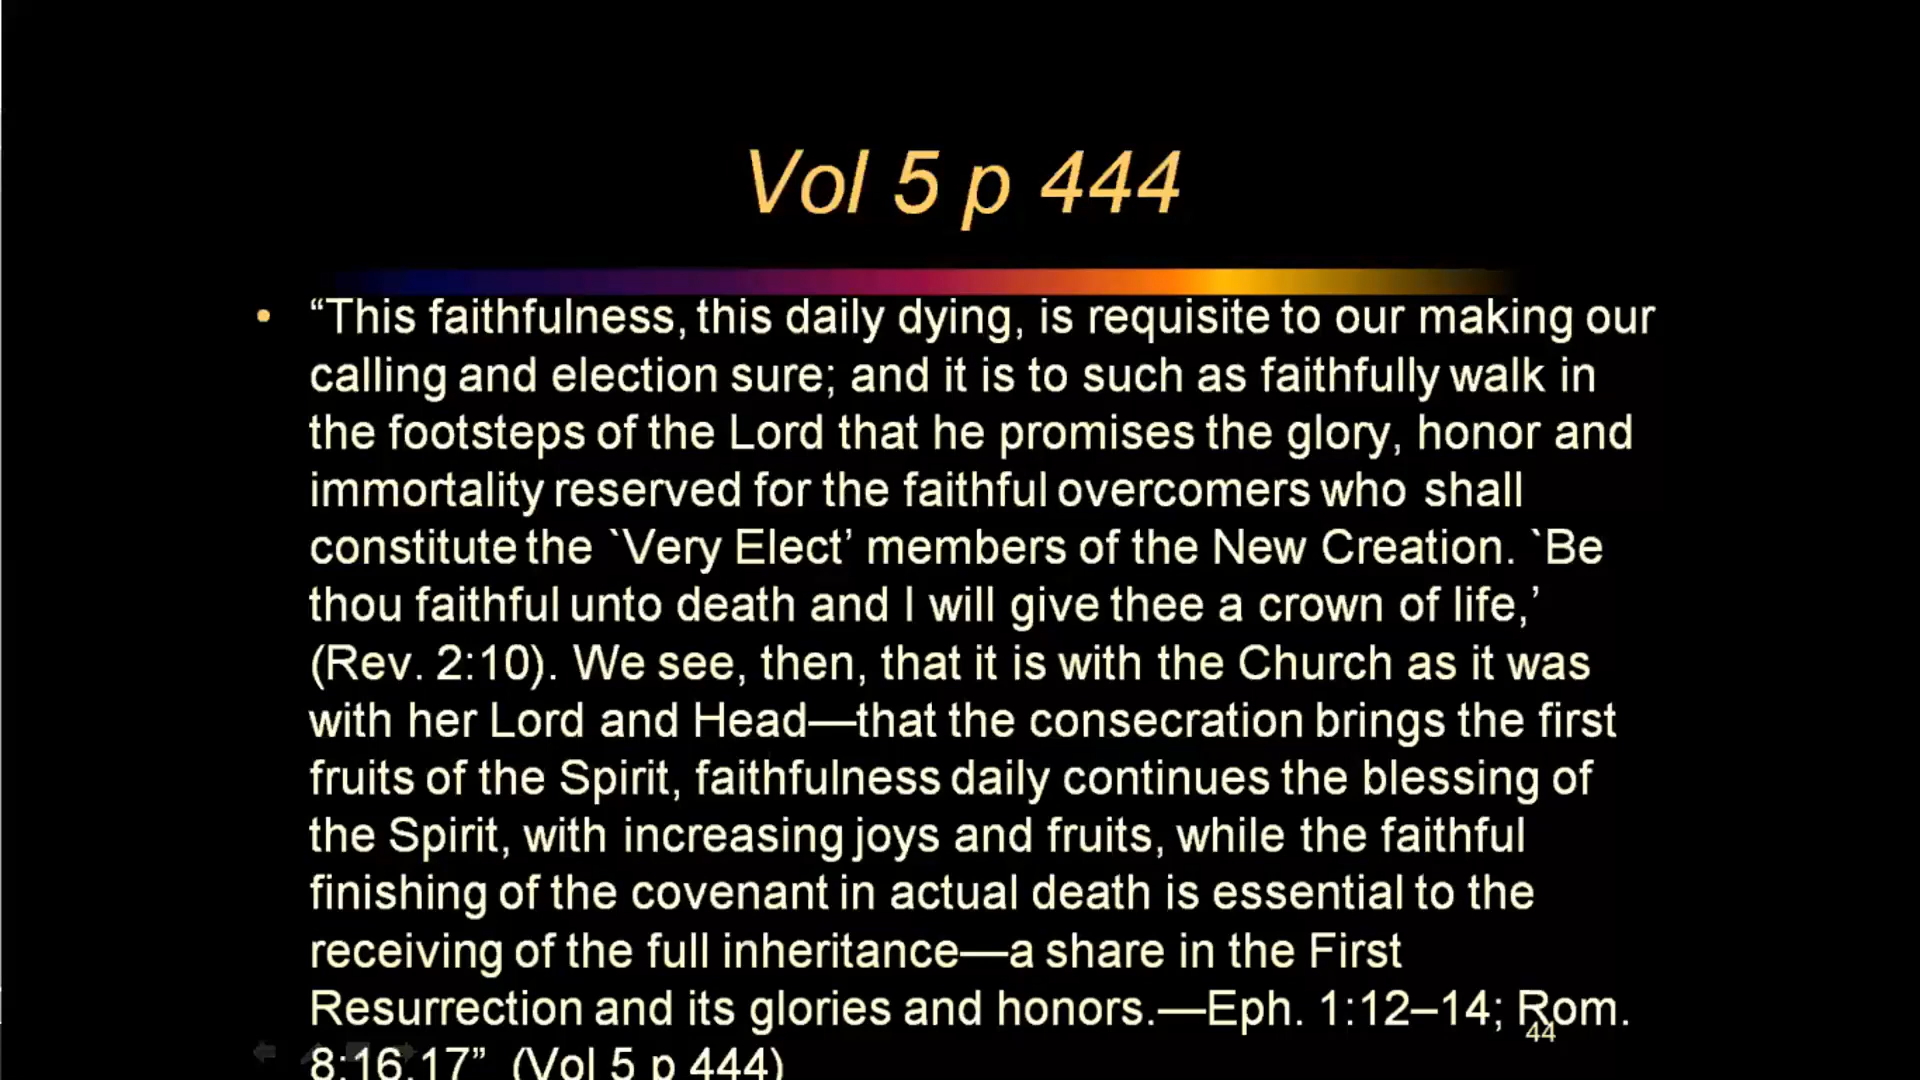 Vol 5 p 444
• “This faithfulness, this daily dying, is requisite to our making our
calling and election sure; and it is to such as faithfully walk in
the footsteps of the Lord that he promises the glory, honor and
immortality reserved for the faithful overcomers who shall
constitute the `Very Elect’ members of the New Creation. `Be
thou faithful unto death and I will give thee a crown of life,’
(Rev. 2:10). We see, then, that it is with the Church as it was
with her Lord and Head—that the consecration brings the first
fruits of the Spirit, faithfulness daily continues the blessing of
the Spirit, with increasing joys and fruits, while the faithful
finishing of the covenant in actual death is essential to the
receiving of the full inheritance—a share in the First
Resurrection and its glories and honors.—Eph. 1:12–14; Rom.
8:16,17” (Vol 5 p 444)
44